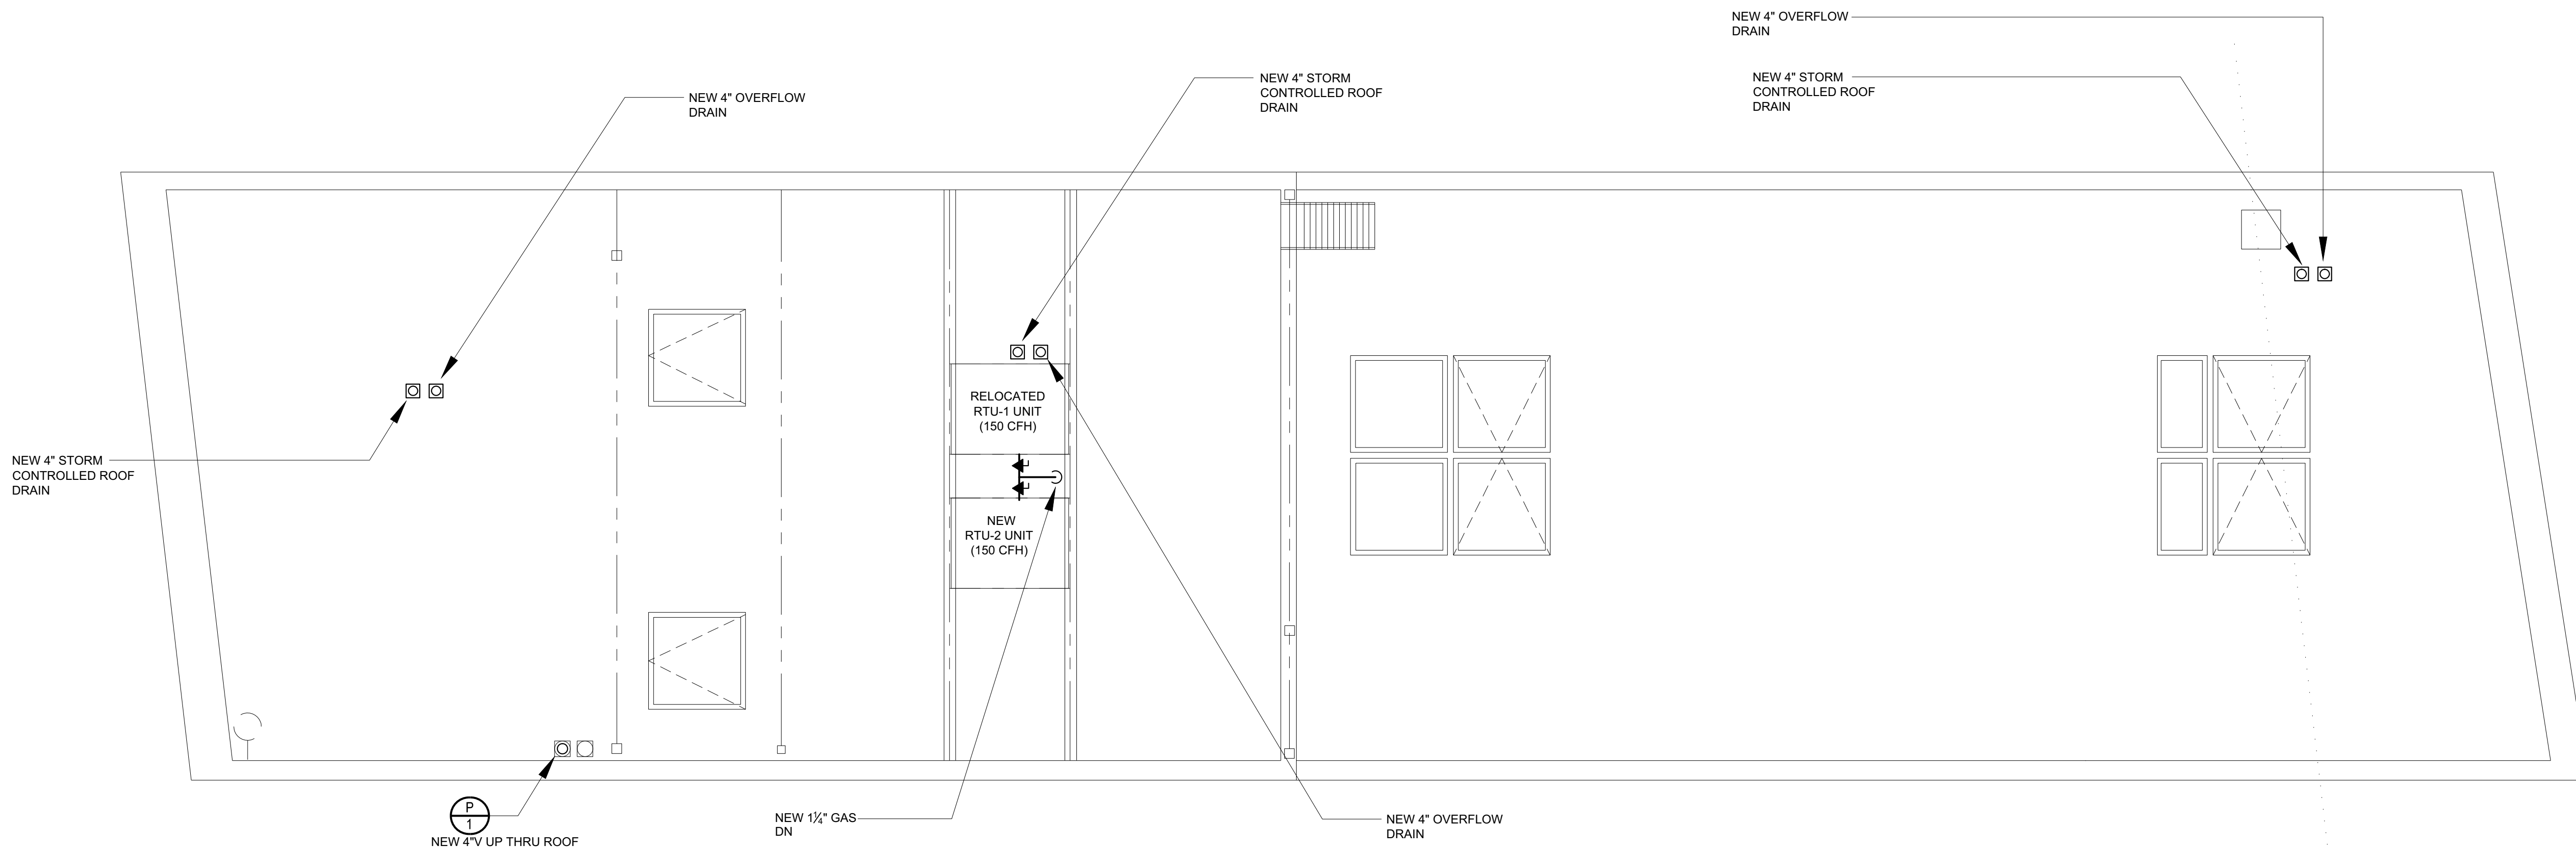 NEW 4" OVERFLOW
DRAIN
NEW 4" STORM
CONTROLLED ROOF
DRAIN
NEW 4" STORM
CONTROLLED ROOF
DRAIN
NEW 4" OVERFLOW
DRAIN
RELOCATED
RTU-1 UNIT
(150 CFH)
NEW 4" STORM
CONTROLLED ROOF
DRAIN
NEW
RTU-2 UNIT
(150 CFH)
P
1
NEW 4"V UP THRU ROOF
NEW 1¼" GAS
DN
NEW 4" OVERFLOW
DRAIN